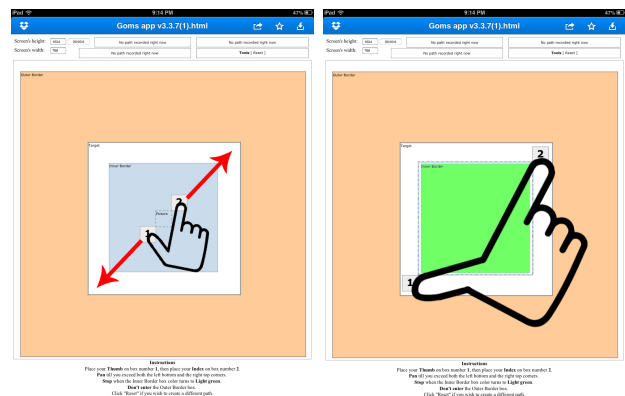 iPad 9:14 PM 47%
Goms app v3.3.7(1).html
Screen's height: 1024 No path recorded right now No path recorded right now
Screen's width: 768 No path recorded right now Tools [ Reset ]
Outer Border
Target
Inner Border
Picture
2
1
Instructions
Place your Thumb on box number 1, then place your Index on box number 2.
Pan till you exceed both the left bottom and the right top corners.
Stop when the Inner Border box color turns to Light green.
Don't enter the Outer Border box.
Click "Reset" if you wish to create a different path.
iPad 9:14 PM 47%
Goms app v3.3.7(1).html
Screen's height: 1024 No path recorded right now No path recorded right now
Screen's width: 768 No path recorded right now Tools [ Reset ]
Outer Border
Target
2
Inner Border
1
Instructions
Place your Thumb on box number 1, then place your Index on box number 2.
Pan till you exceed both the left bottom and the right top corners.
Stop when the Inner Border box color turns to Light green.
Don't enter the Outer Border box.
Click "Reset" if you wish to create a different path.